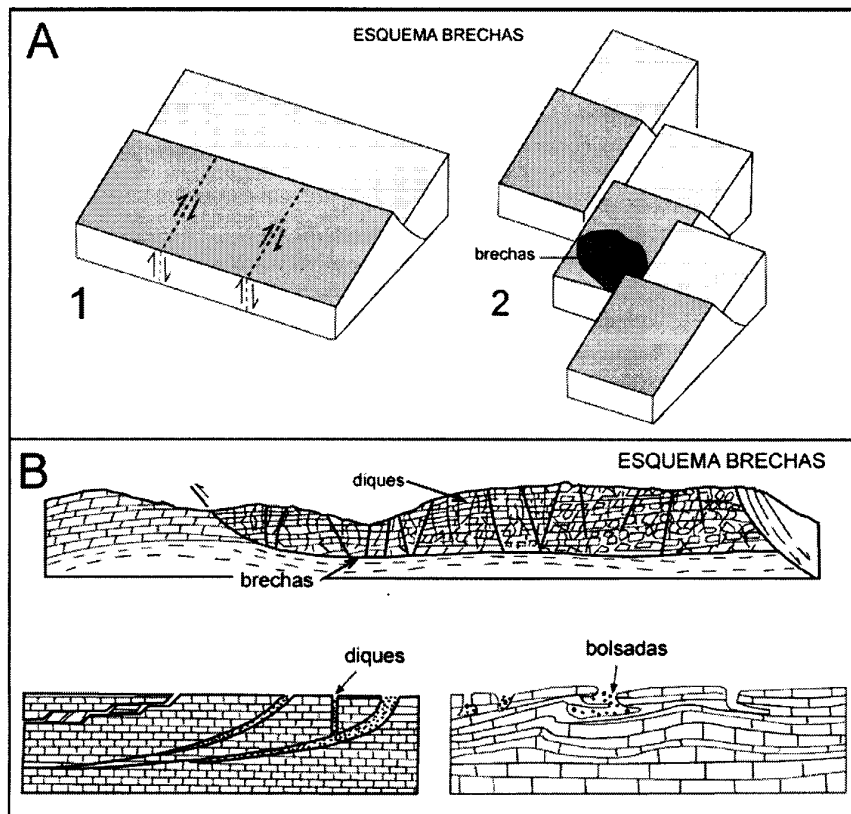 A
ESQUEMA BRECHAS
1
brechas
2
B
ESQUEMA BRECHAS
diques
brechas
diques
bolsadas